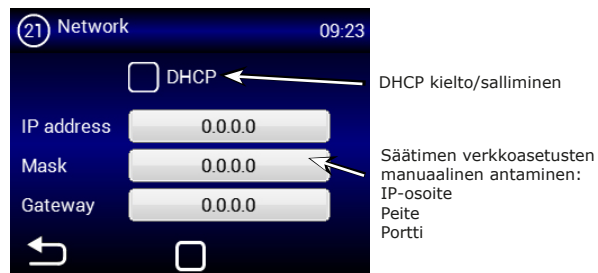 21 Network 09:23
DHCP
DHCP kielto/salliminen
IP address 0.0.0.0
Mask 0.0.0.0
Gateway 0.0.0.0
Säätimen verkkoasetusten
manuaalinen antaminen:
IP-osoite
Peite
Portti